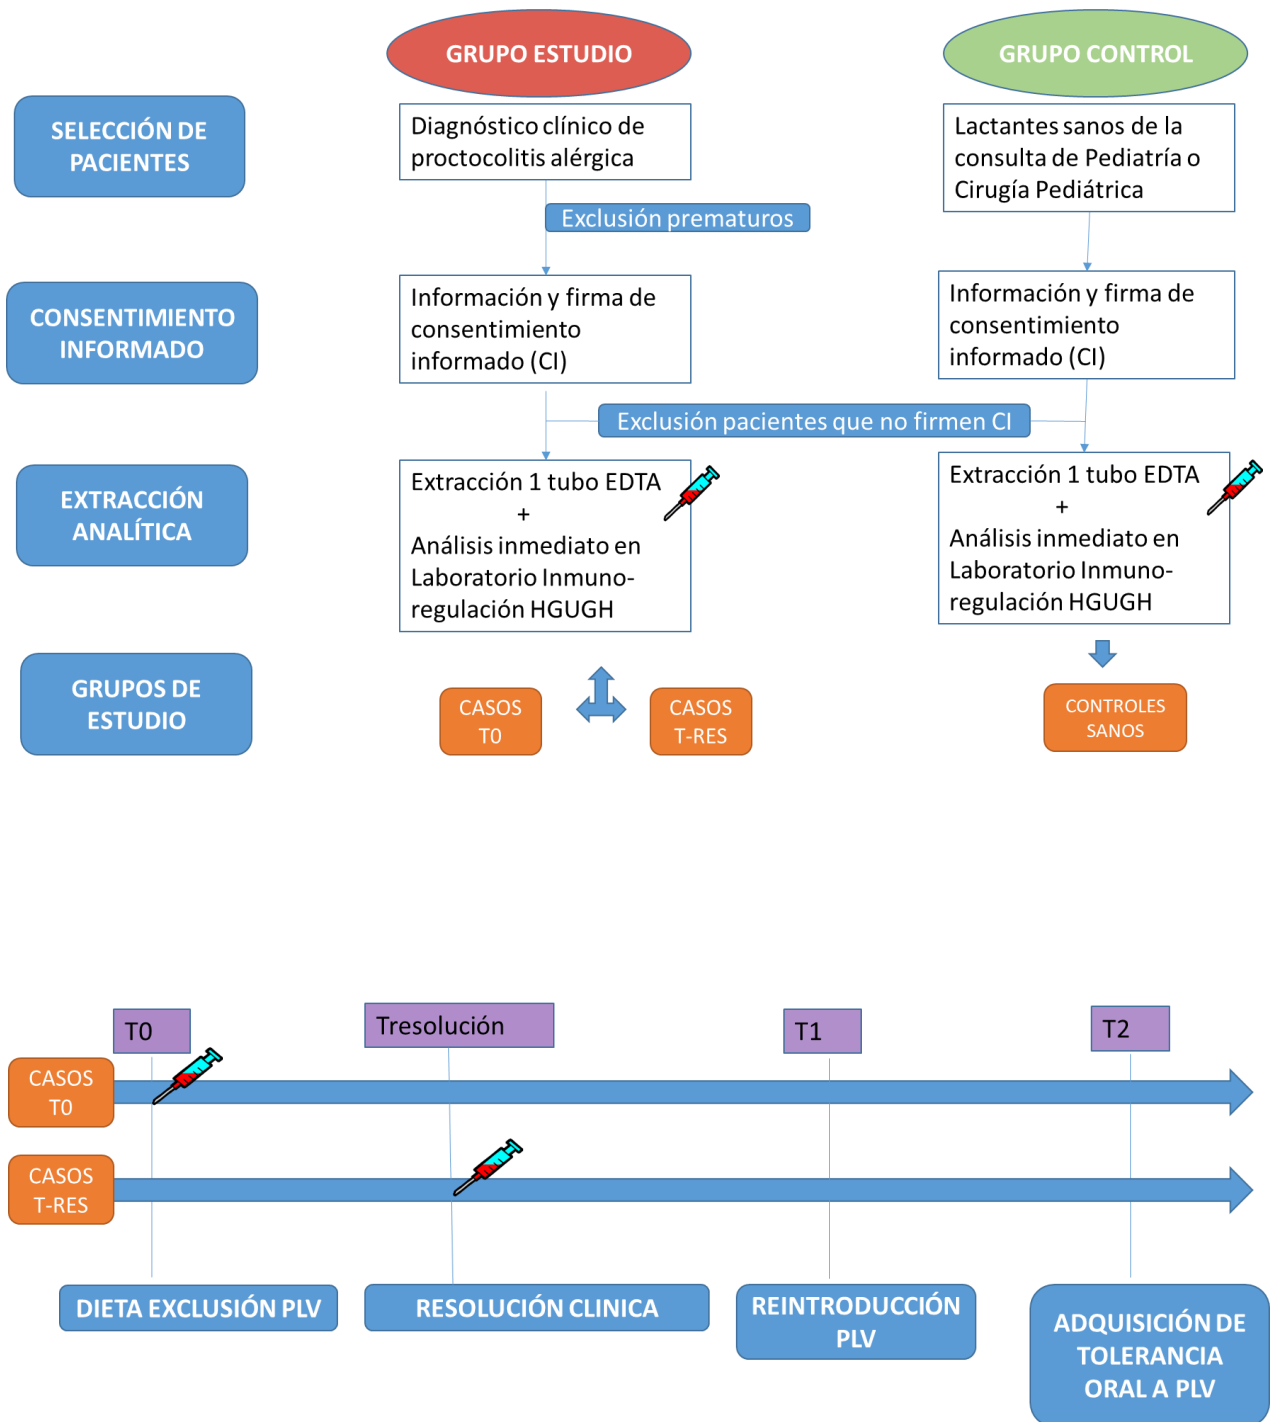 GRUPO ESTUDIO
GRUPO CONTROL
SELECCIÓN DE
PACIENTES
Diagnóstico clínico de
proctocolitis alérgica
Lactantes sanos de la
consulta de Pediatría o
Cirugía Pediátrica
Exclusión prematuros
CONSENTIMIENTO
INFORMADO
Información y firma de
consentimiento
informado (CI)
Información y firma de
consentimiento
informado (CI)
Exclusión pacientes que no firmen CI
EXTRACCIÓN
ANALÍTICA
Extracción 1 tubo EDTA
+
Análisis inmediato en
Laboratorio Inmuno-
regulación HGUGH
Extracción 1 tubo EDTA
+
Análisis inmediato en
Laboratorio Inmuno-
regulación HGUGH
GRUPOS DE
ESTUDIO
CASOS
T0
CASOS
T-RES
CONTROLES
SANOS
T0
Tresolución
T1
T2
CASOS
T0
CASOS
T-RES
DIETA EXCLUSIÓN PLV
RESOLUCIÓN CLINICA
REINTRODUCCIÓN
PLV
ADQUISICIÓN DE
TOLERANCIA
ORAL A PLV